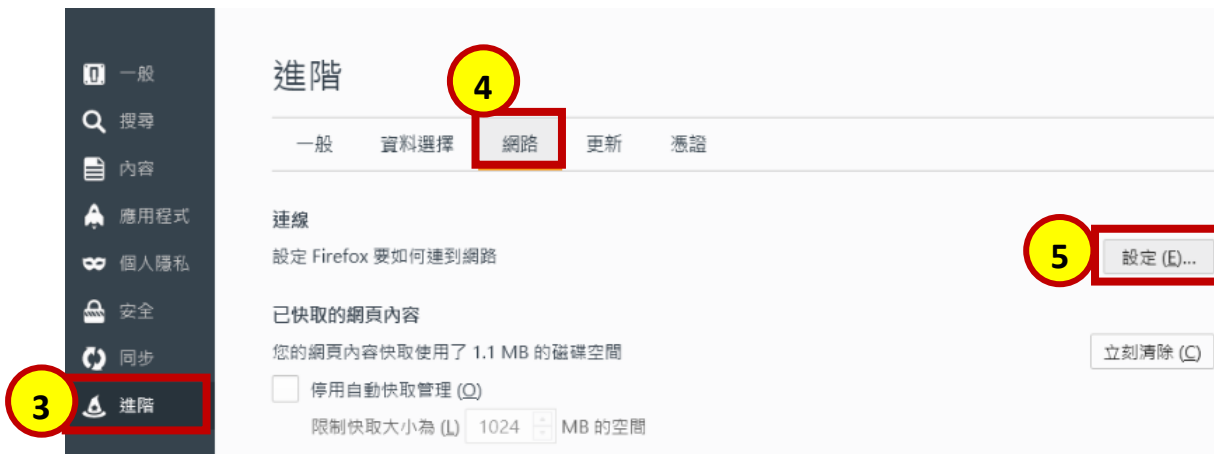 一般
搜尋
內容
應用程式
個人隱私
安全
同步
3
進階
進階
4
一般 資料選擇 網路 更新 憑證
連線
設定 Firefox 要如何連到網路
5
設定 (E)...
已快取的網頁內容
您的網頁內容快取使用了 1.1 MB 的磁碟空間
立刻清除 (C)
停用自動快取管理 (O)
限制快取大小為 (L) 1024 MB 的空間